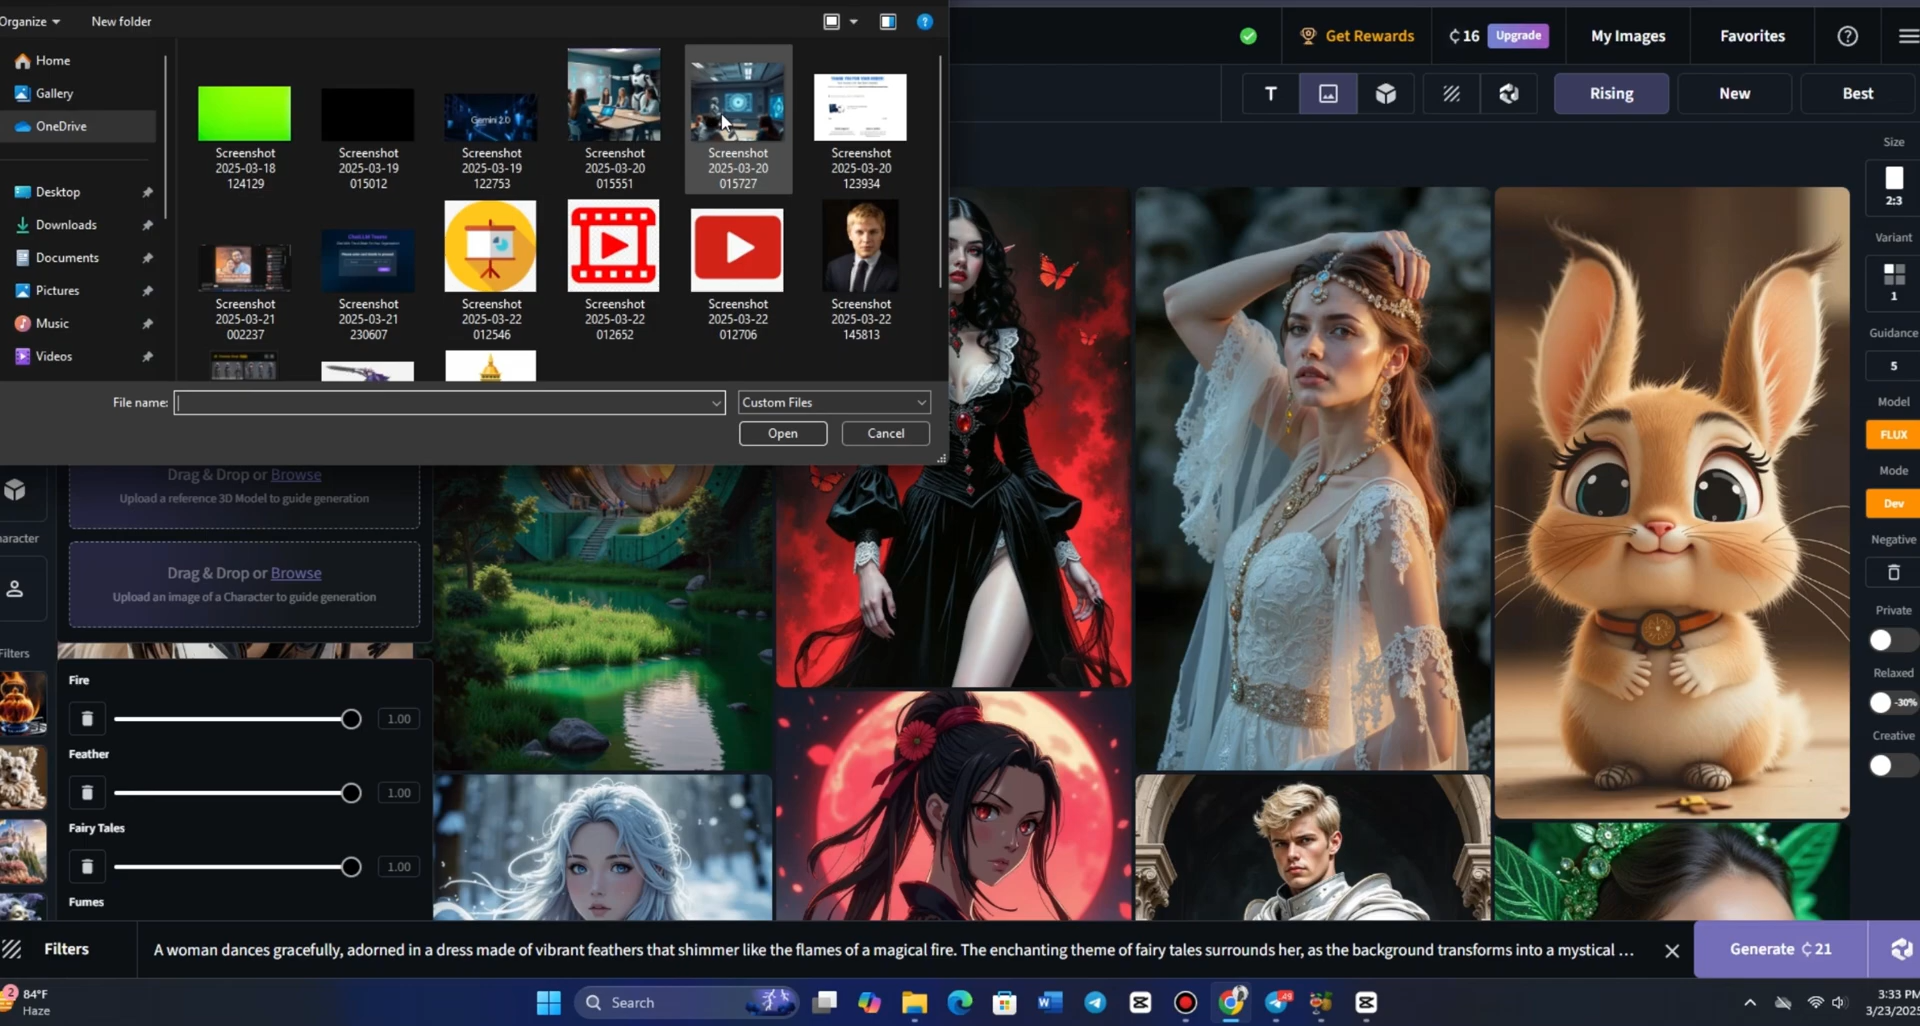 Organize
New folder
Get Rewards
¢ 16
Upgrade
My Images
Favorites
Home
Gallery
OneDrive
T
Rising
New
Best
Gemini 2.0
Screenshot
2025-03-18
124129
Screenshot
2025-03-19
015012
Screenshot
2025-03-19
122753
Screenshot
2025-03-20
015551
Screenshot
2025-03-20
015727
Screenshot
2025-03-20
123934
Desktop
Downloads
Documents
Pictures
Music
Videos
Screenshot
2025-03-21
002237
Screenshot
2025-03-21
230607
Screenshot
2025-03-22
012546
Screenshot
2025-03-22
012652
Screenshot
2025-03-22
012706
Screenshot
2025-03-22
145813
File name:
Custom Files
Open
Cancel
Size
2:3
Variant
1
Guidance
5
Model
FLUX
Mode
Dev
Negative
Private
Relaxed
-30%
Creative
Drag & Drop or Browse
Upload a reference 3D Model to guide generation
aracter
Drag & Drop or Browse
Upload an image of a Character to guide generation
Filters
Fire
1.00
Feather
1.00
Fairy Tales
1.00
Fumes
Filters
A woman dances gracefully, adorned in a dress made of vibrant feathers that shimmer like the flames of a magical fire. The enchanting theme of fairy tales surrounds her, as the background transforms into a mystical ...
Generate ¢ 21
2
84°F
Haze
Search
3:33 PM
3/23/2025